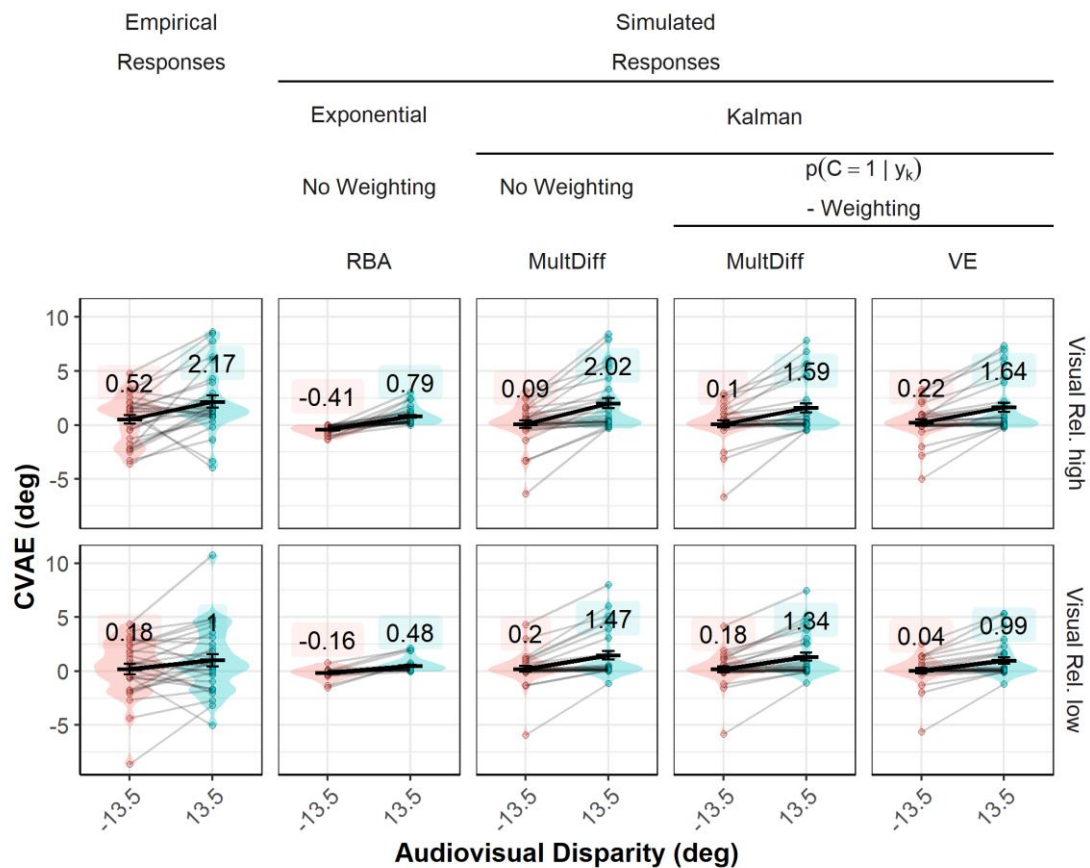 Empirical
Responses
Simulated
Responses
Exponential
Kalman
No Weighting
No Weighting
p(C = 1 | yₖ)
- Weighting
RBA
MultDiff
MultDiff
VE
CVAE (deg)
10
5
0
-5
0.52
2.17
-0.41
0.79
0.09
2.02
0.1
1.59
0.22
1.64
Visual Rel. high
10
5
0
-5
0.18
1
-0.16
0.48
0.2
1.47
0.18
1.34
0.04
0.99
Visual Rel. low
-13.5
13.5
-13.5
13.5
-13.5
13.5
-13.5
13.5
-13.5
13.5
Audiovisual Disparity (deg)